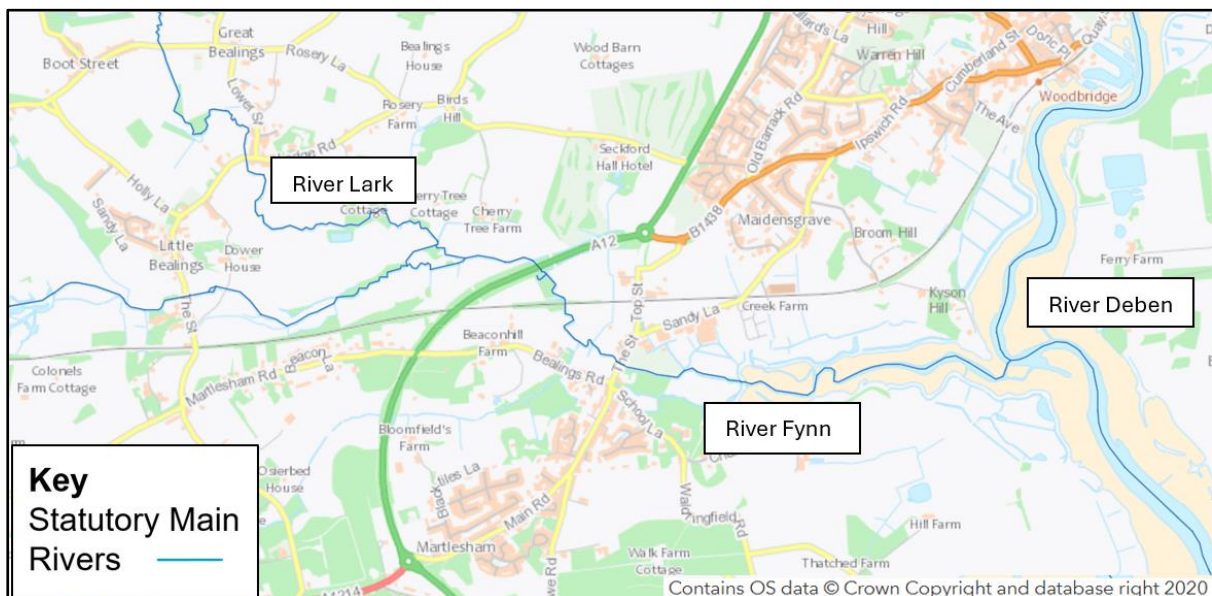 Great
Bealings
Boot Street
Rosery La
Bealings
House
Wood Barn
Cottages
Hill
Warren Hill
Cumberland St
Doric Pl
Quay
Woodbridge
The Ave
Lower St
Rosery
Farm
Birds
Hill
Seckford
Hall Hotel
Old Barrack Rd
Ipswich Rd
Rd
River Lark
Holly La
Sandy La
Cottage
Cottage
Cherry
Tree Farm
Little
Bealings
Dower
House
A12
B1438
Maidensgrave
Broom Hill
Ferry Farm
The St
Top St
Sandy La
Creek Farm
Kyson
Hill
River Deben
Colonels
Farm Cottage
Martlesham Rd
Beacon
La
Beaconhill
Farm
Bealings Rd
The St
School La
River Fynn
Bloomfield's
Farm
Key
Statutory Main
Rivers
House
Blacktiles La
Main Rd
Martlesham
Hill Farm
Walk Farm
Cottage
Thatched Farm
Contains OS data © Crown Copyright and database right 2020